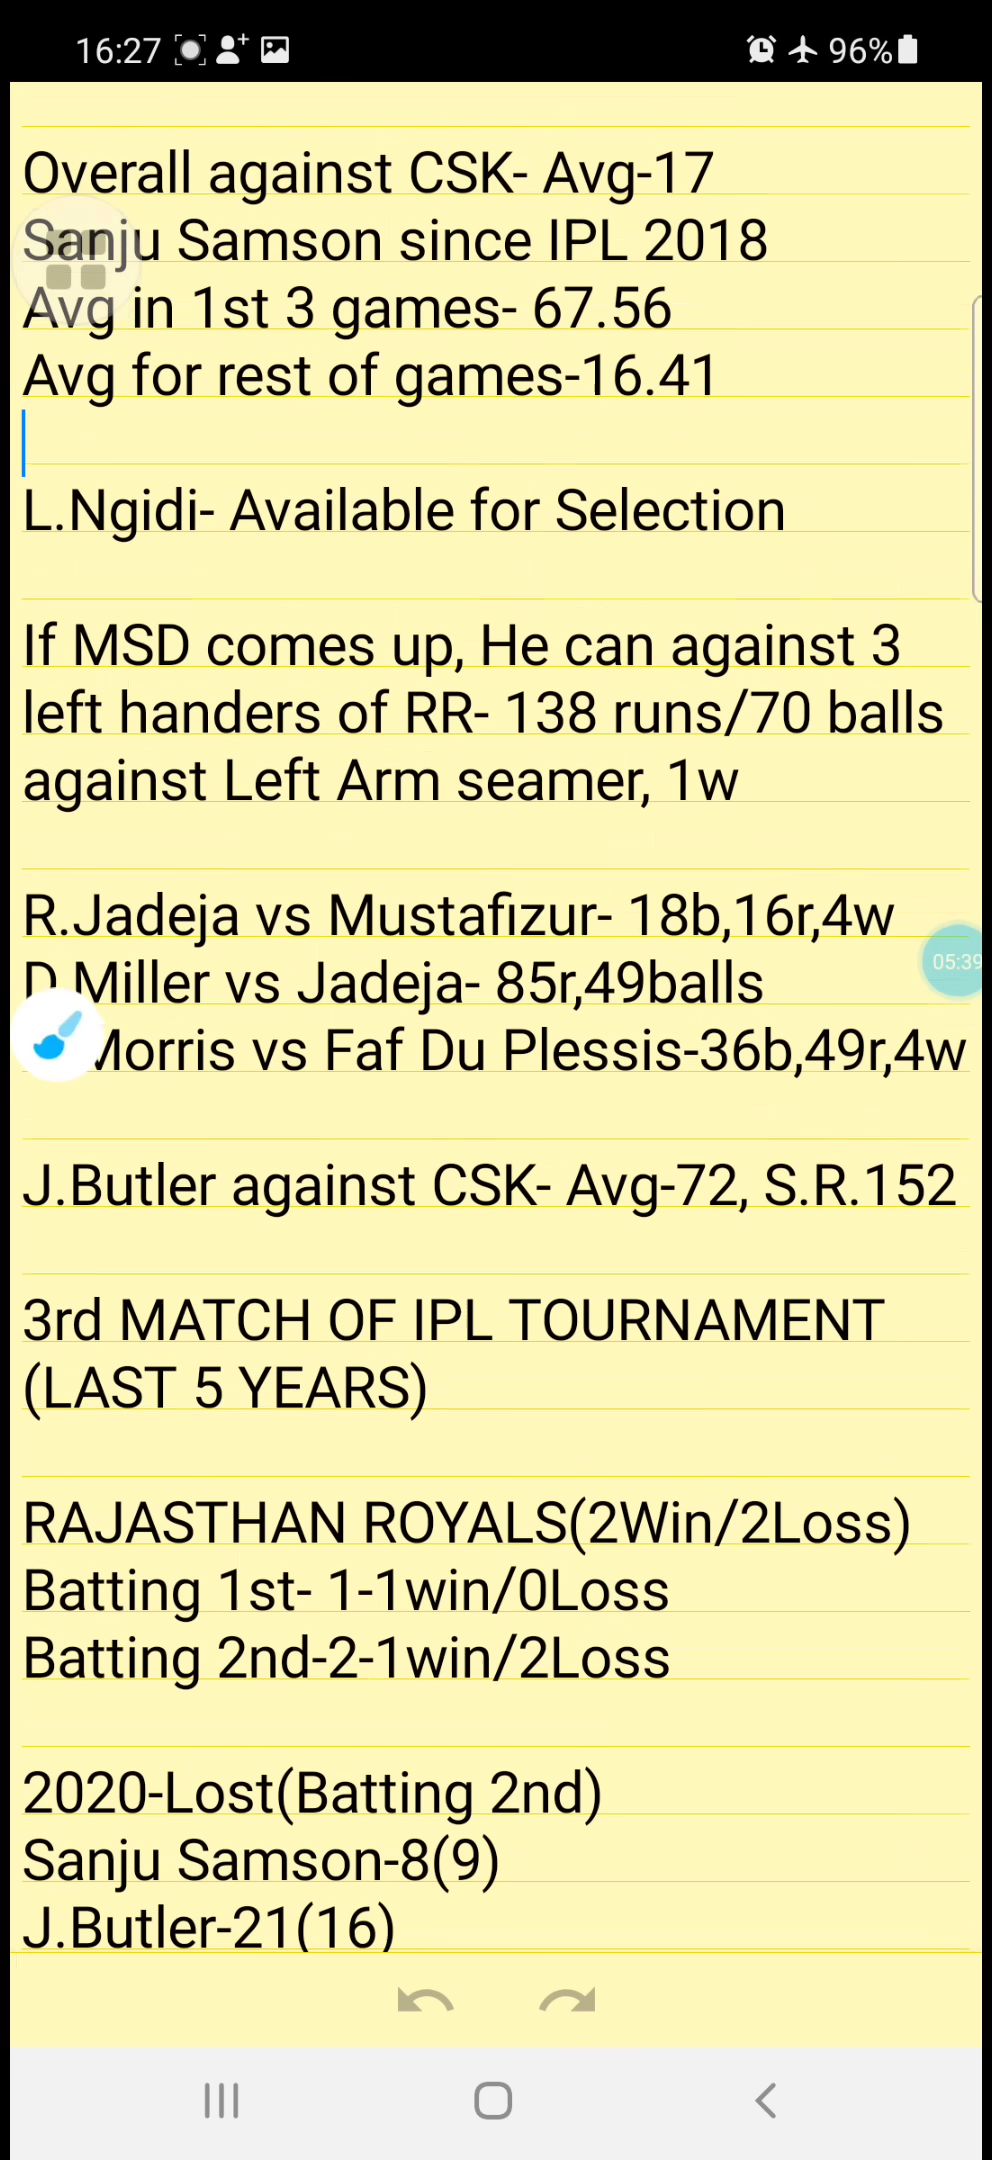 16:27
96%
Overall against CSK- Avg-17
Sanju Samson since IPL 2018
Avg in 1st 3 games- 67.56
Avg for rest of games-16.41
L.Ngidi- Available for Selection
If MSD comes up, He can against 3
left handers of RR- 138 runs/70 balls
against Left Arm seamer, 1w
R.Jadeja vs Mustafizur- 18b,16r,4w
D.Miller vs Jadeja- 85r,49balls
Morris vs Faf Du Plessis-36b,49r,4w
05:39
J.Butler against CSK- Avg-72, S.R.152
3rd MATCH OF IPL TOURNAMENT
(LAST 5 YEARS)
RAJASTHAN ROYALS(2Win/2Loss)
Batting 1st- 1-1win/0Loss
Batting 2nd-2-1win/2Loss
2020-Lost(Batting 2nd)
Sanju Samson-8(9)
J.Butler-21(16)